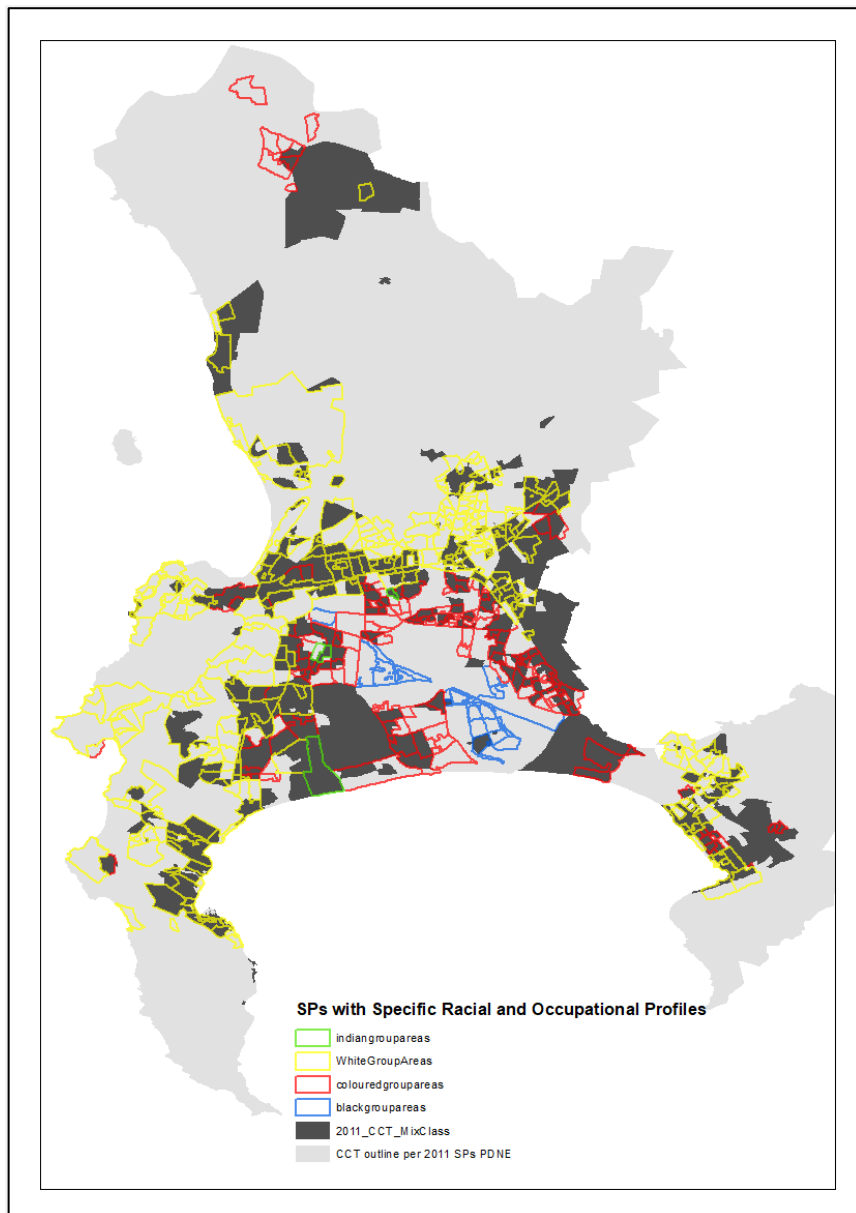 SPs with Specific Racial and Occupational Profiles
indiangroupareas
WhiteGroupAreas
colouredgroupareas
blackgroupareas
2011_CCT_MixClass
CCT outline per 2011 SPs PDNE